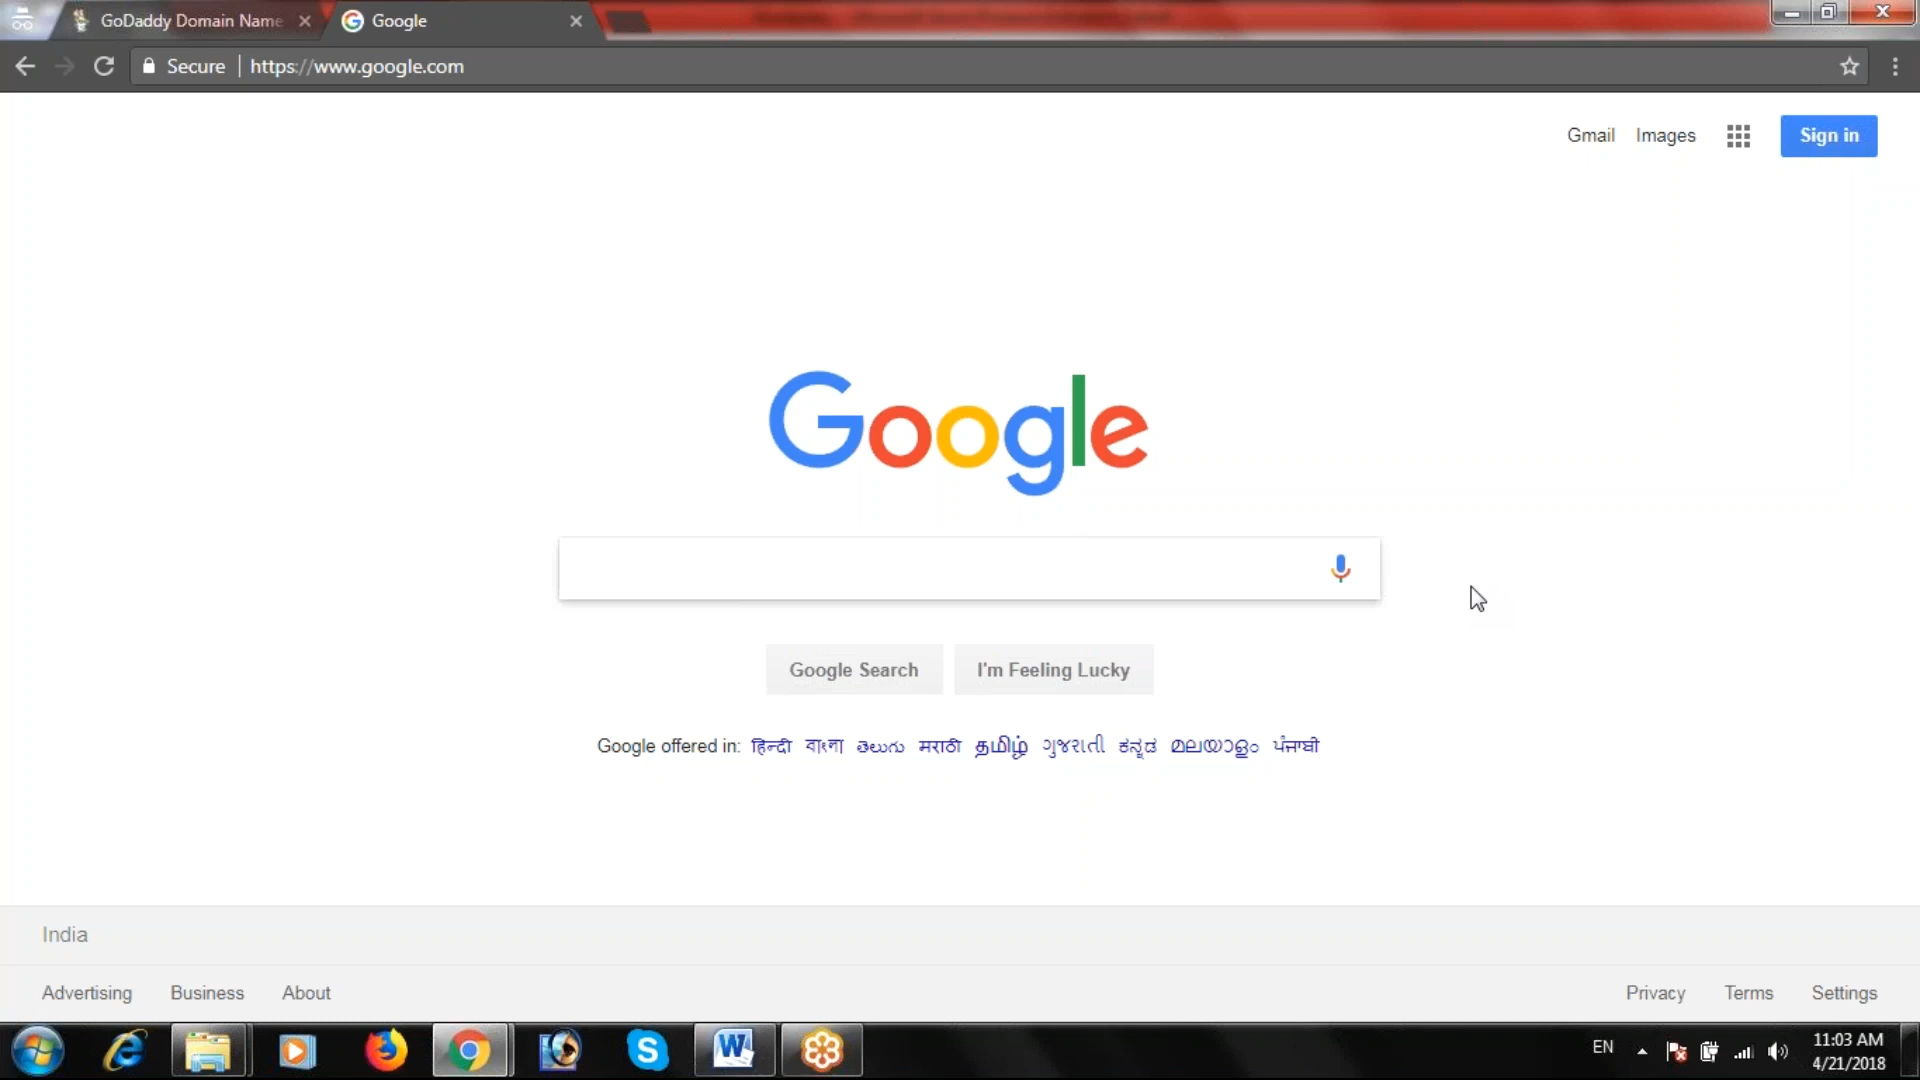 GoDaddy Domain Name
Google
Secure
https://www.google.com
Gmail Images
Sign in
Google
Google Search
I'm Feeling Lucky
Google offered in: हिन्दी বাংলা తెలుగు मराठी தமிழ் ગુજરાતી ಕನ್ನಡ മലയാളം ਪੰਜਾਬੀ
India
Advertising Business About
Privacy Terms Settings
EN
11:03 AM
4/21/2018